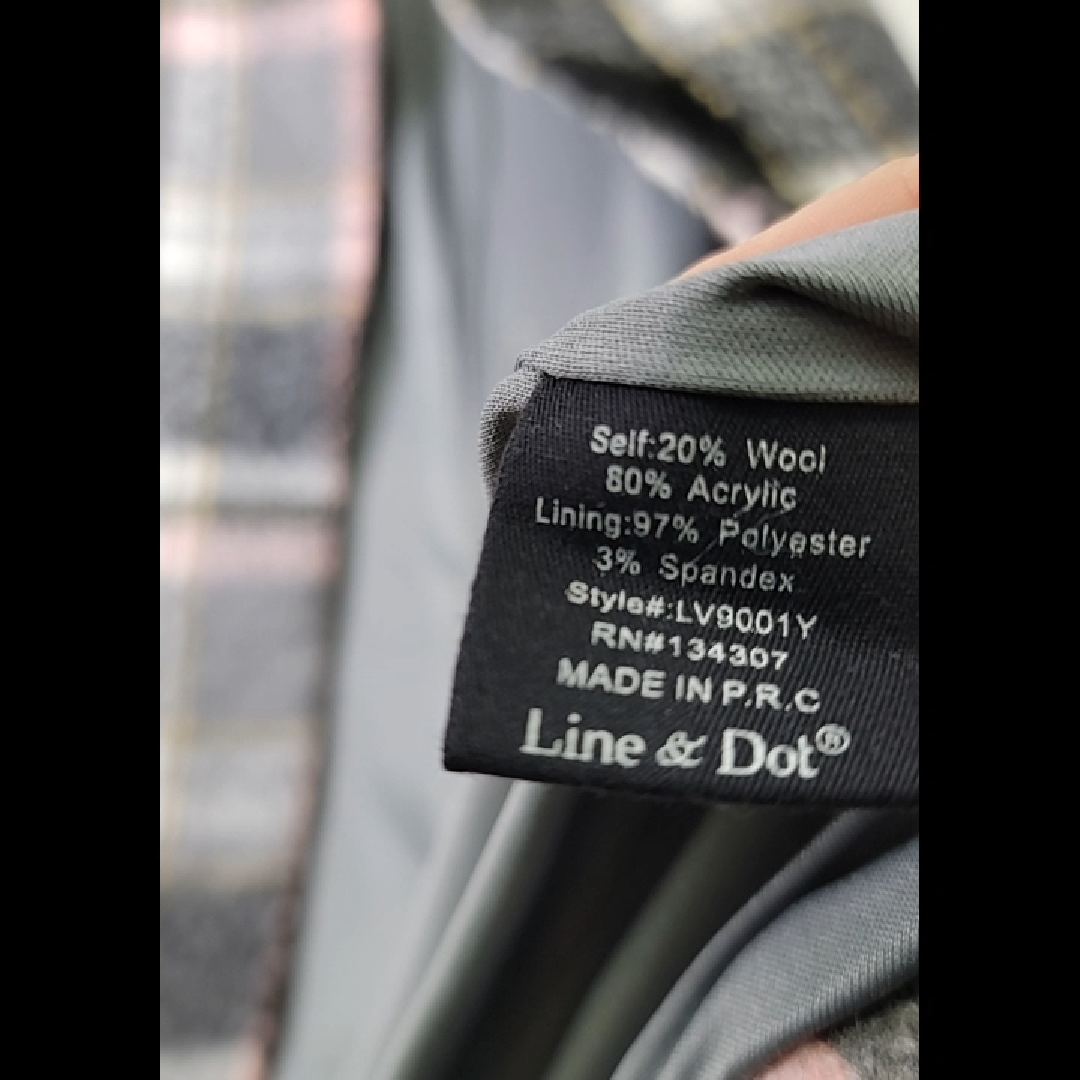 Self:20% Wool
80% Acrylic
Lining:97% Polyester
3% Spandex
Style#:LV9001Y
RN#134307
MADE IN P.R.C
Line & Dot®